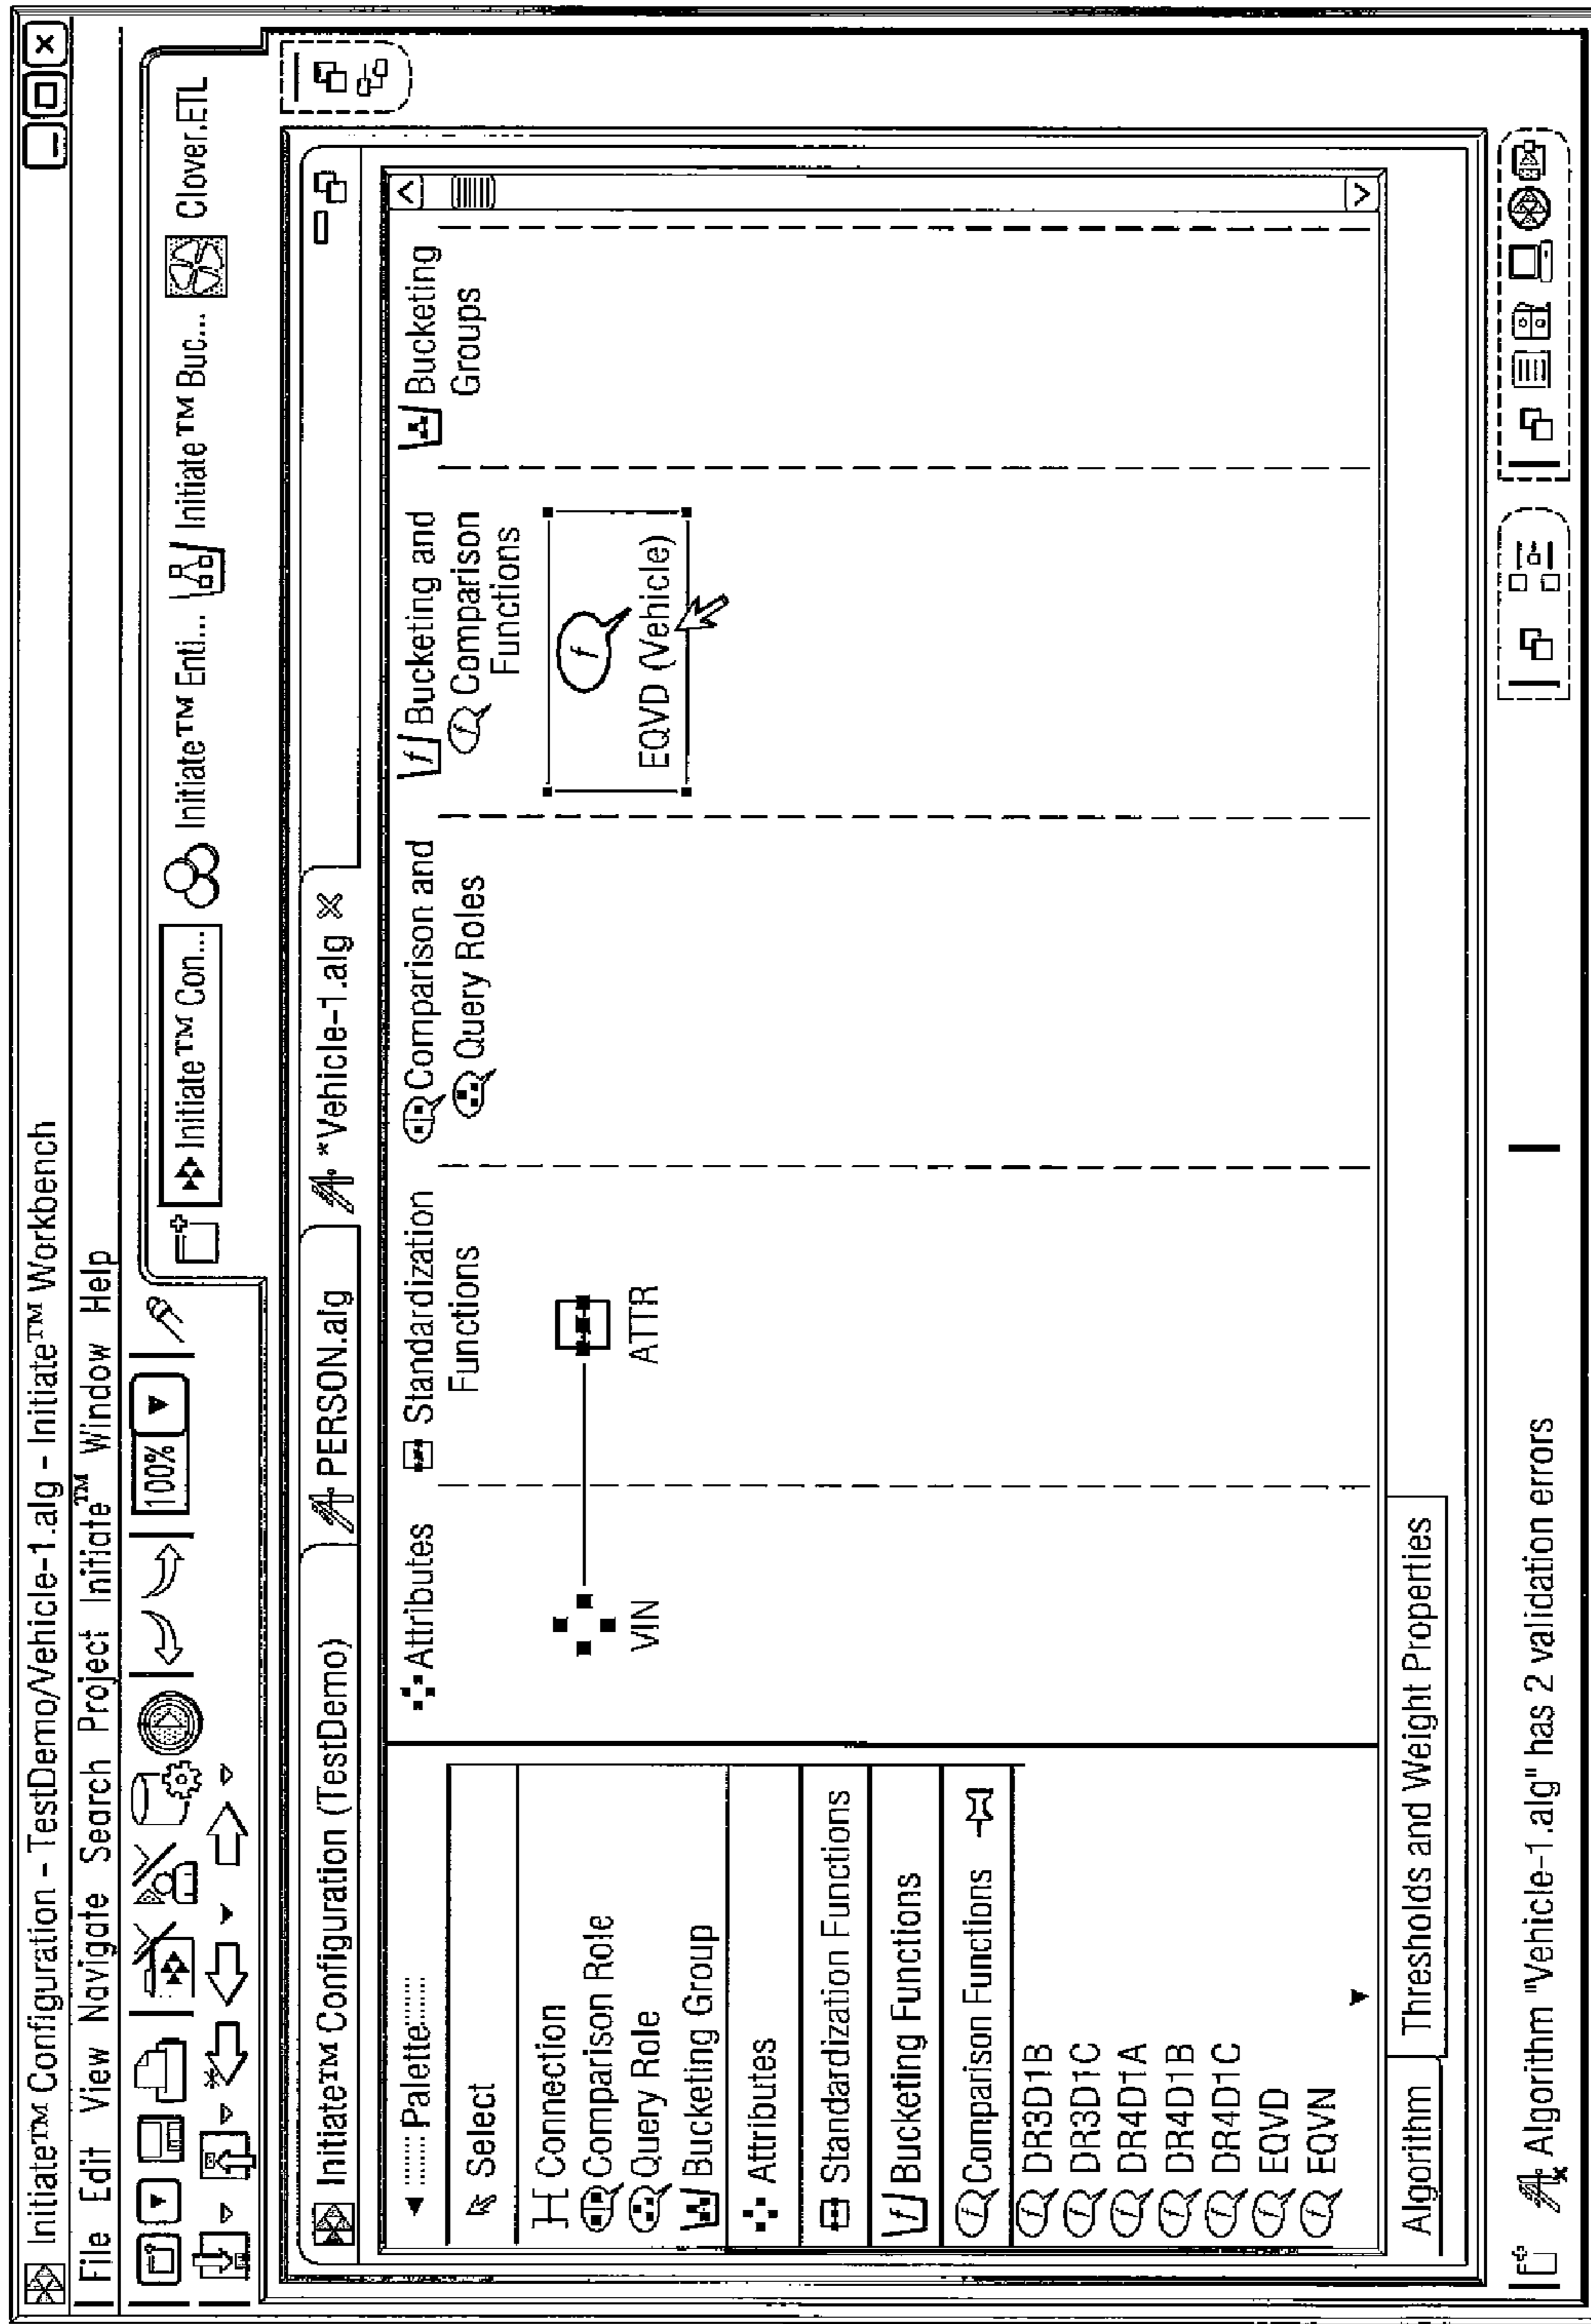 Initiate™ Configuration - TestDemo/Vehicle-1.alg - Initiate™ Workbench
File Edit View Navigate Search Project Initiate™ Window Help
100%
Initiate™ Con... Initiate™ Enti... Initiate™ Buc... Clover.ETL
Initiate™ Configuration (TestDemo) PERSON.alg *Vehicle-1.alg
Palette
Select
Connection
Comparison Role
Query Role
Bucketing Group
Attributes
Standardization Functions
Bucketing Functions
Comparison Functions
DR3D1B
DR3D1C
DR4D1A
DR4D1B
DR4D1C
EQVD
EQVN
Attributes
VIN
Standardization
Functions
ATTR
Comparison and
Query Roles
Bucketing and
Comparison
Functions
EQVD (Vehicle)
Bucketing
Groups
Algorithm Thresholds and Weight Properties
Algorithm "Vehicle-1.alg" has 2 validation errors